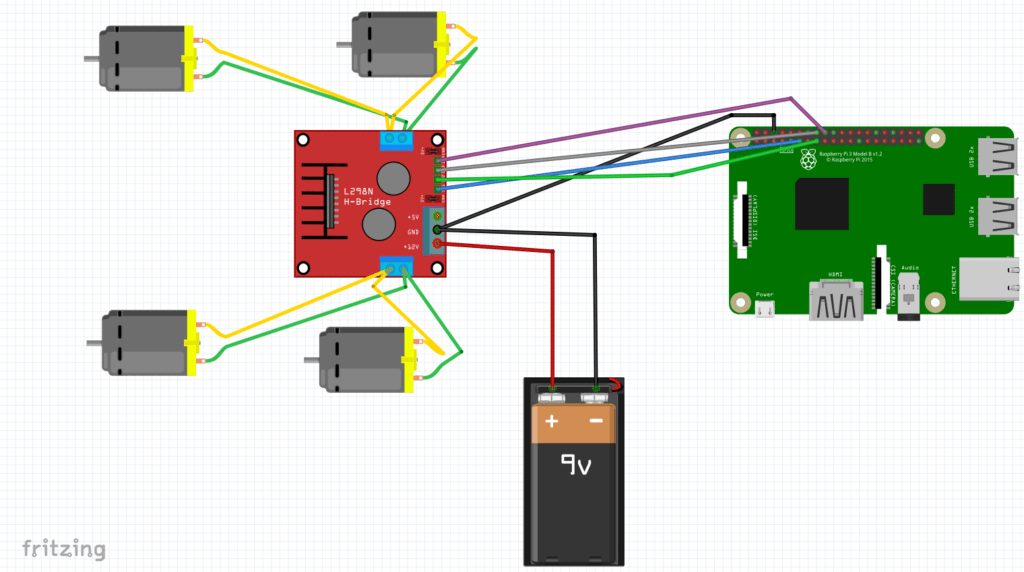 L298N
H-Bridge
+5V
GND
+12V
Raspberry Pi 3 Model B v1.2
© Raspberry Pi 2015
DSI (DISPLAY)
USB 2x
USB 2x
ETHERNET
Audio
CSI (CAMERA)
HDMI
Power
+ −
9v
fritzing